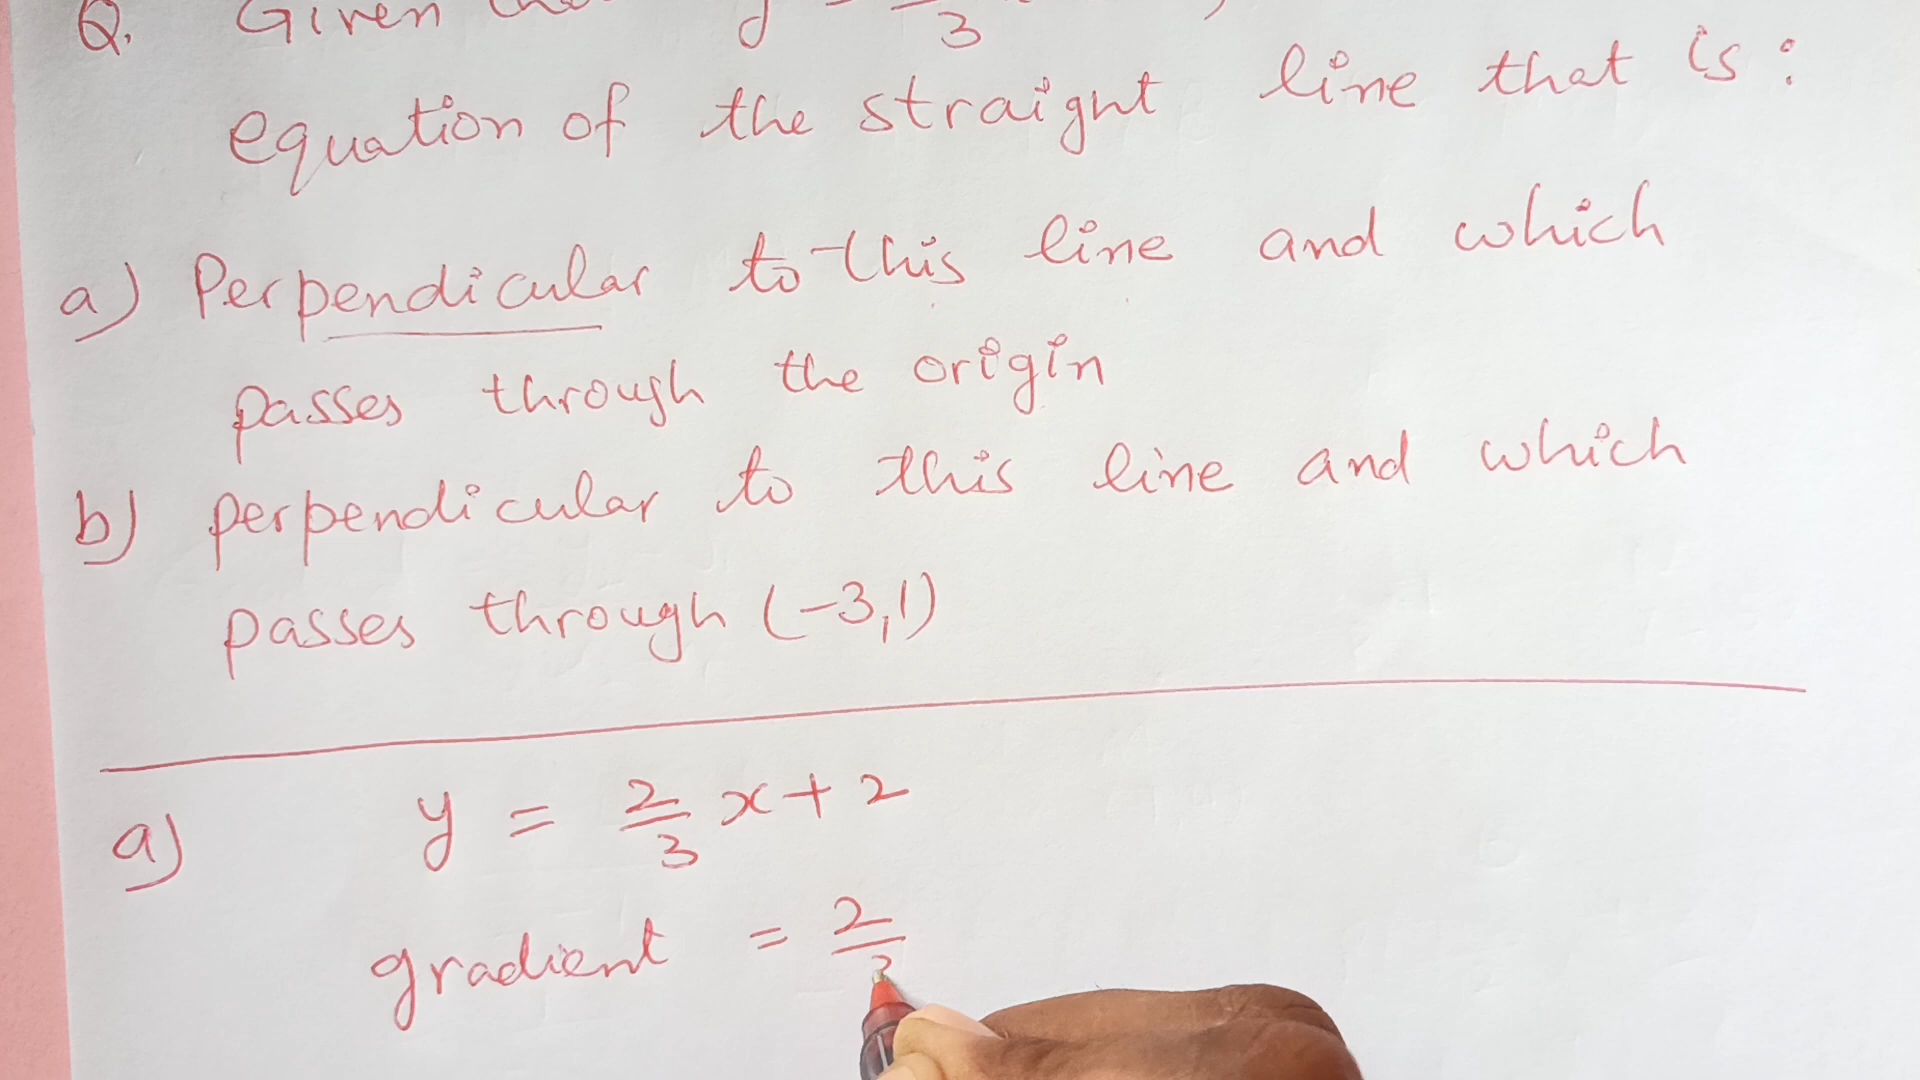 Q. Given y = 3
equation of the straight line that is :
a) Perpendicular to this line and which
passes through the origin
b) perpendicular to this line and which
passes through (-3,1)
a) y = 2/3 x + 2
gradient = 2/3